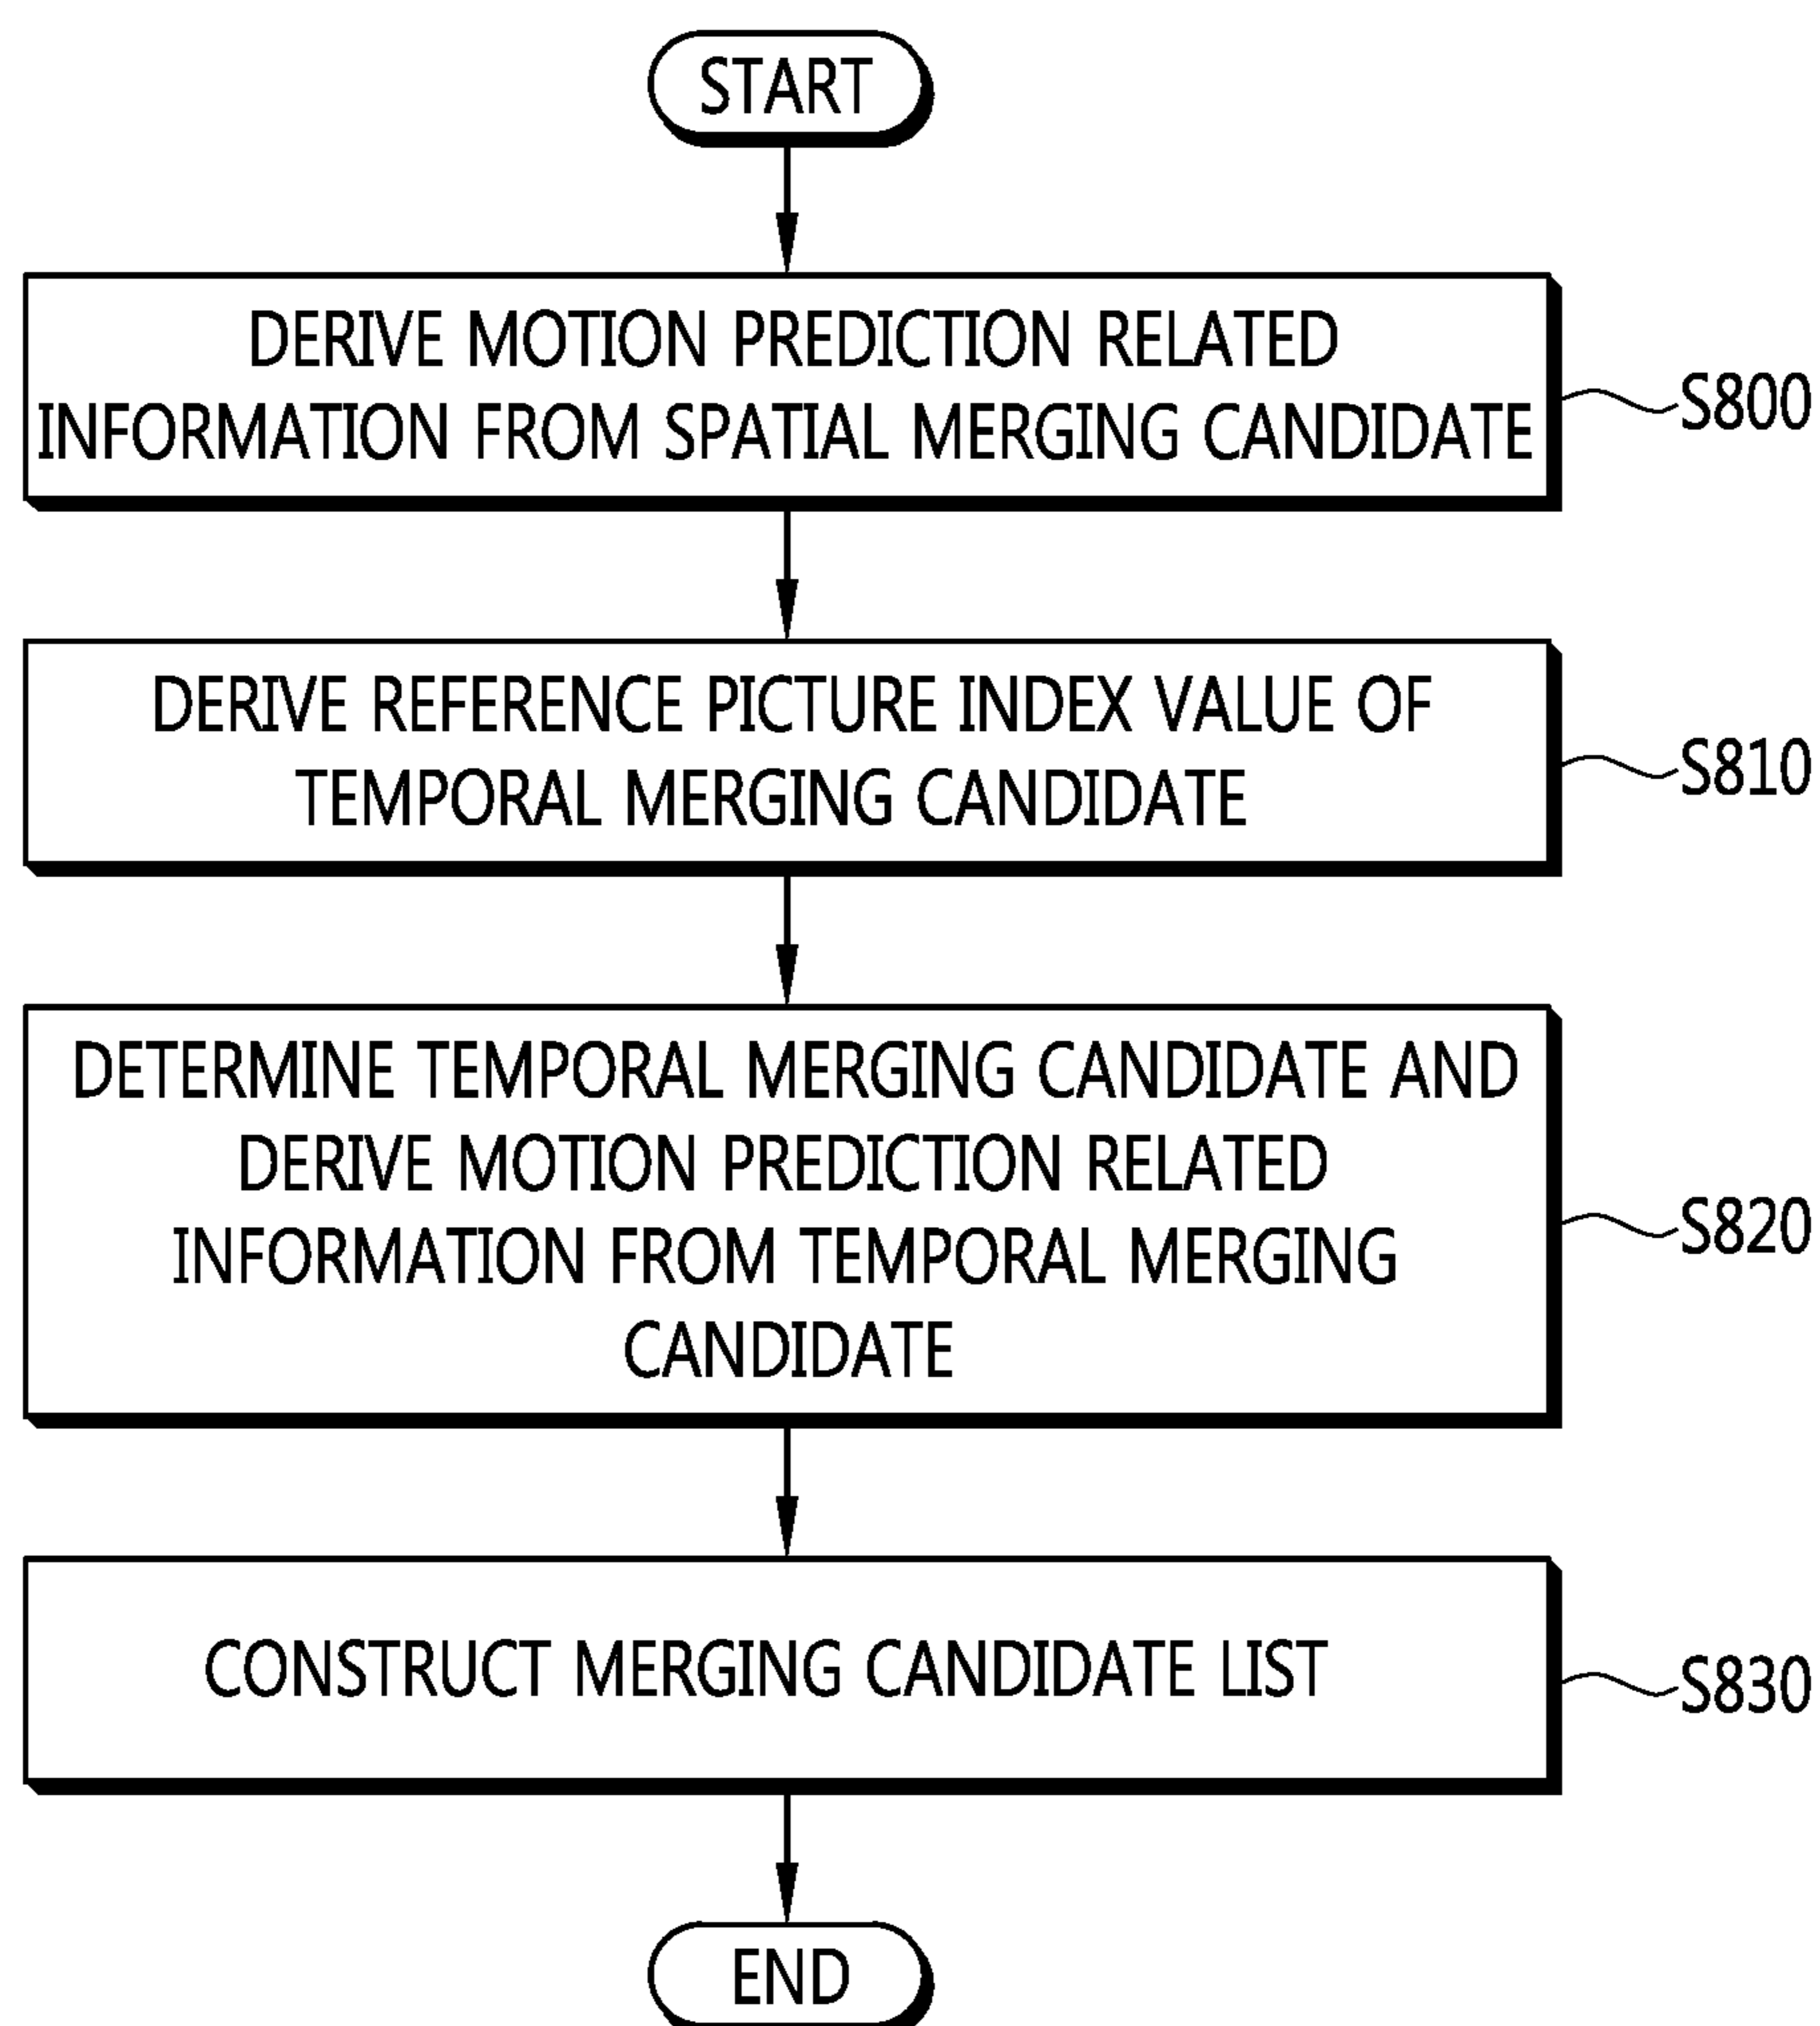 START
DERIVE MOTION PREDICTION RELATED
INFORMATION FROM SPATIAL MERGING CANDIDATE
S800
DERIVE REFERENCE PICTURE INDEX VALUE OF
TEMPORAL MERGING CANDIDATE
S810
DETERMINE TEMPORAL MERGING CANDIDATE AND
DERIVE MOTION PREDICTION RELATED
INFORMATION FROM TEMPORAL MERGING
CANDIDATE
S820
CONSTRUCT MERGING CANDIDATE LIST
S830
END